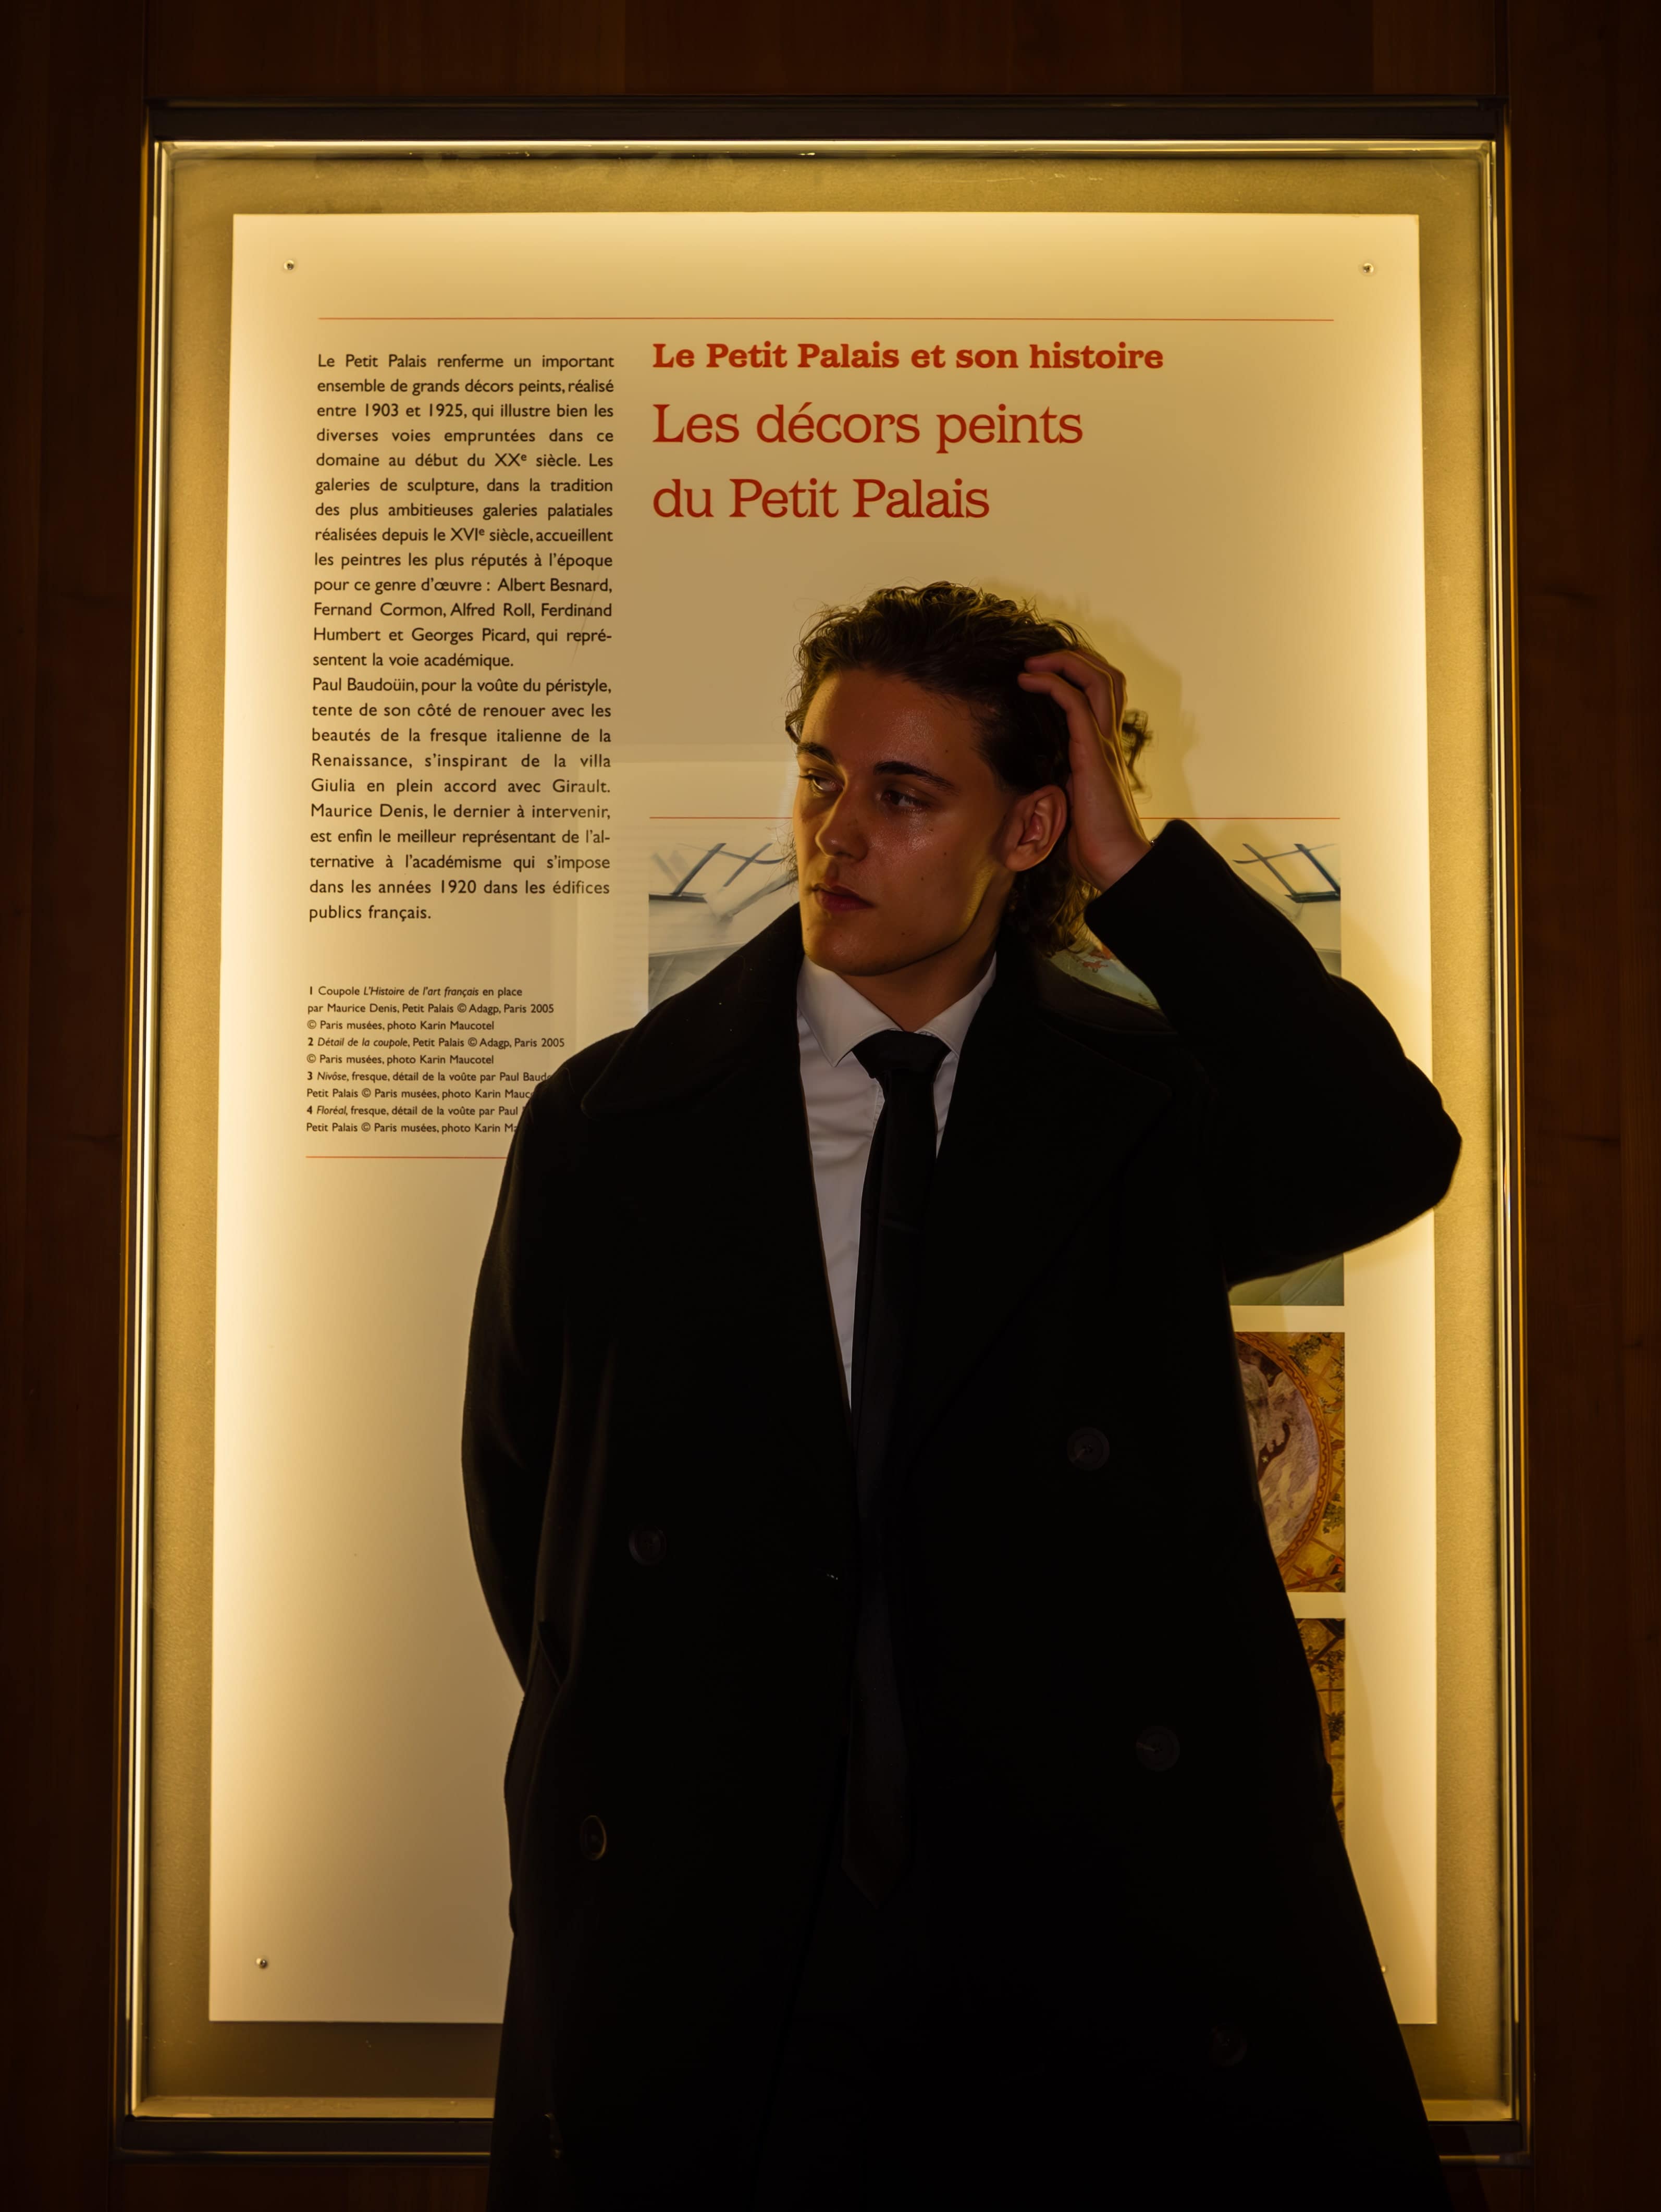 Le Petit Palais renferme un important
ensemble de grands décors peints, réalisé
entre 1903 et 1925, qui illustre bien les
diverses voies empruntées dans ce
domaine au début du XXe siècle. Les
galeries de sculpture, dans la tradition
des plus ambitieuses galeries palatiales
réalisées depuis le XVIe siècle, accueillent
les peintres les plus réputés à l'époque
pour ce genre d'œuvre : Albert Besnard,
Fernand Cormon, Alfred Roll, Ferdinand
Humbert et Georges Picard, qui repré-
sentent la voie académique.
Paul Baudoüin, pour la voûte du péristyle,
tente de son côté de renouer avec les
beautés de la fresque italienne de la
Renaissance, s'inspirant de la villa
Giulia en plein accord avec Girault.
Maurice Denis, le dernier à intervenir,
est enfin le meilleur représentant de l'al-
ternative à l'académisme qui s'impose
dans les années 1920 dans les édifices
publics français.
1 Coupole L'Histoire de l'art français en place
par Maurice Denis, Petit Palais © Adagp, Paris 2005
© Paris musées, photo Karin Maucotel
2 Détail de la coupole, Petit Palais © Adagp, Paris 2005
© Paris musées, photo Karin Maucotel
3 Nivôse, fresque, détail de la voûte par Paul
Petit Palais © Paris musées, photo Karin
4 Floréal, fresque, détail de la voûte par Paul
Petit Palais © Paris musées, photo Karin
Le Petit Palais et son histoire
Les décors peints
du Petit Palais